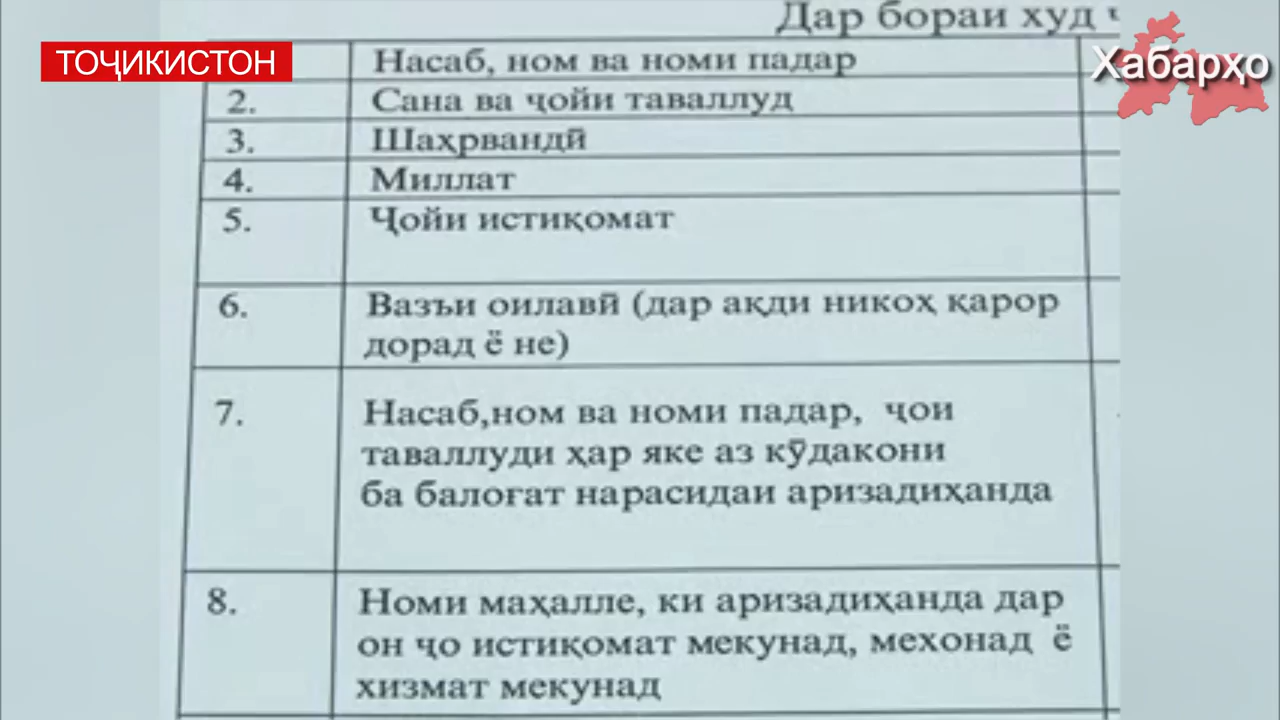 Дар бораи худ
ТОҶИКИСТОН
Хабарҳо
Насаб, ном ва номи падар
2. Сана ва ҷойи таваллуд
3. Шаҳрвандӣ
4. Миллат
5. Ҷойи истиқомат
6. Вазъи оилавӣ (дар ақди никоҳ қарор
дорад ё не)
7. Насаб,ном ва номи падар, ҷои
таваллуди ҳар яке аз кӯдакони
ба балоғат нарасидаи аризадиҳанда
8. Номи маҳалле, ки аризадиҳанда дар
он ҷо истиқомат мекунад, мехонад ё
хизмат мекунад